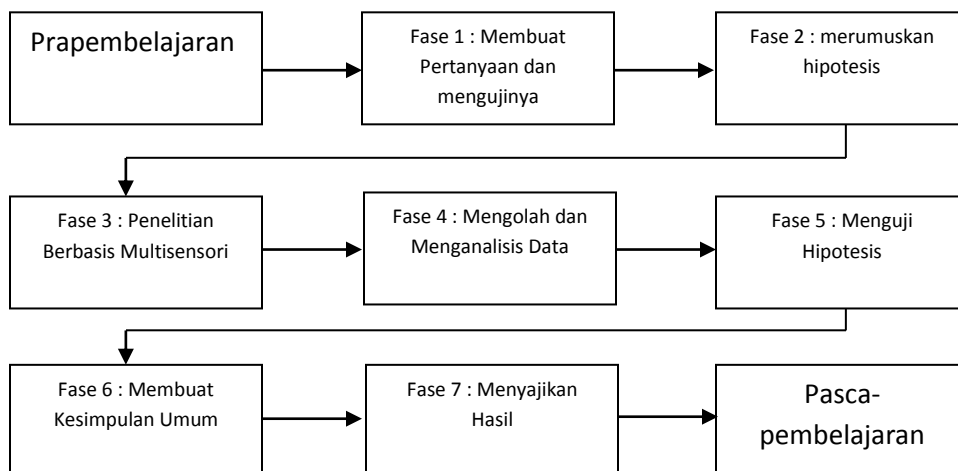 Prapembelajaran
Fase 1 : Membuat
Pertanyaan dan
mengujinya
Fase 2 : merumuskan
hipotesis
Fase 3 : Penelitian
Berbasis Multisensori
Fase 4 : Mengolah dan
Menganalisis Data
Fase 5 : Menguji
Hipotesis
Fase 6 : Membuat
Kesimpulan Umum
Fase 7 : Menyajikan
Hasil
Pasca-
pembelajaran